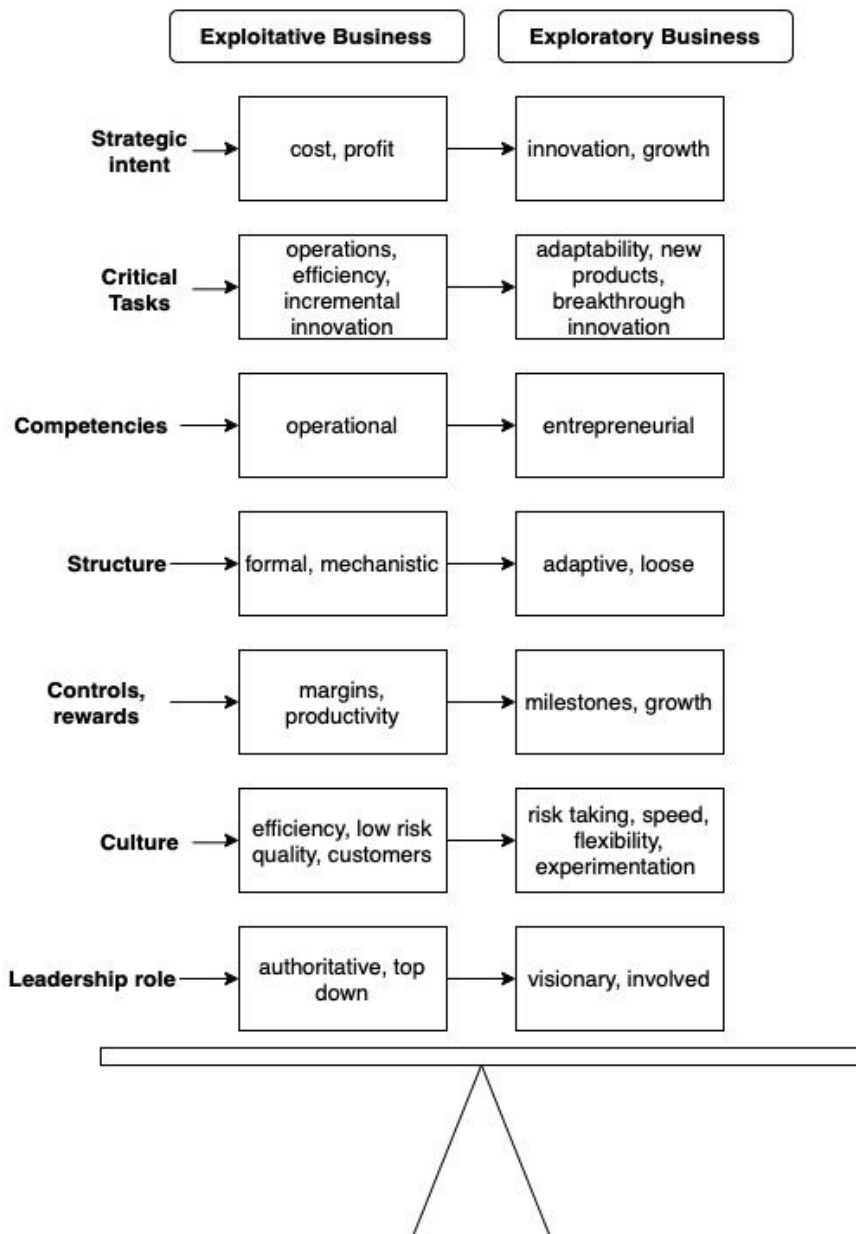 Exploitative Business
Exploratory Business
Strategic
intent
cost, profit
innovation, growth
Critical
Tasks
operations,
efficiency,
incremental
innovation
adaptability, new
products,
breakthrough
innovation
Competencies
operational
entrepreneurial
Structure
formal, mechanistic
adaptive, loose
Controls,
rewards
margins,
productivity
milestones, growth
Culture
efficiency, low risk
quality, customers
risk taking, speed,
flexibility,
experimentation
Leadership role
authoritative, top
down
visionary, involved